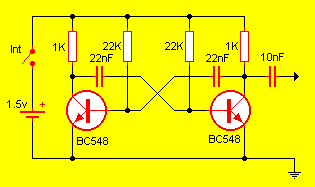 Int
1K
22K
22K
1K
22nF
22nF
10nF
1.5v
+
BC548
BC548